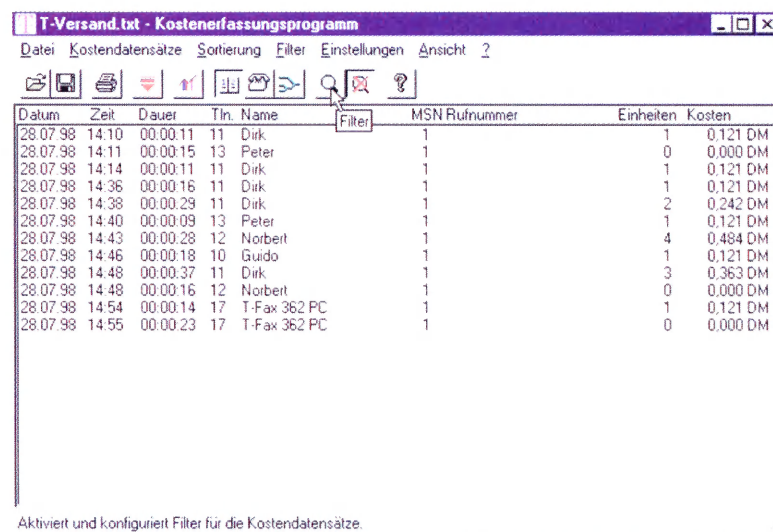 T-Versand.txt - Kostenerfassungsprogramm
Datei Kostendatensätze Sortierung Filter Einstellungen Ansicht ?
Datum Zeit Dauer Tln. Name MSN Rufnummer Einheiten Kosten
Filter
28.07.98 14:10 00:00:11 11 Dirk 1 1 0,121 DM
28.07.98 14:11 00:00:15 13 Peter 1 0 0,000 DM
28.07.98 14:14 00:00:11 11 Dirk 1 1 0,121 DM
28.07.98 14:36 00:00:16 11 Dirk 1 1 0,121 DM
28.07.98 14:38 00:00:29 11 Dirk 1 2 0,242 DM
28.07.98 14:40 00:00:09 13 Peter 1 1 0,121 DM
28.07.98 14:43 00:00:28 12 Norbert 1 4 0,484 DM
28.07.98 14:46 00:00:18 10 Guido 1 1 0,121 DM
28.07.98 14:48 00:00:37 11 Dirk 1 3 0,363 DM
28.07.98 14:48 00:00:16 12 Norbert 1 0 0,000 DM
28.07.98 14:54 00:00:14 17 T-Fax 362 PC 1 1 0,121 DM
28.07.98 14:55 00:00:23 17 T-Fax 362 PC 1 0 0,000 DM
Aktiviert und konfiguriert Filter für die Kostendatensätze.